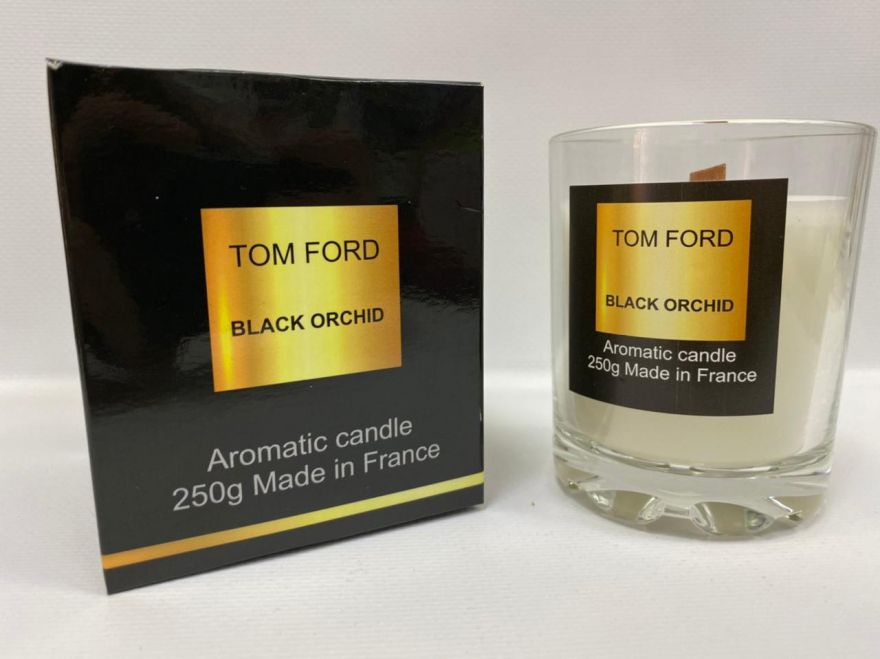 TOM FORD
BLACK ORCHID
Aromatic candle
250g Made in France
TOM FORD
BLACK ORCHID
Aromatic candle
250g Made in France